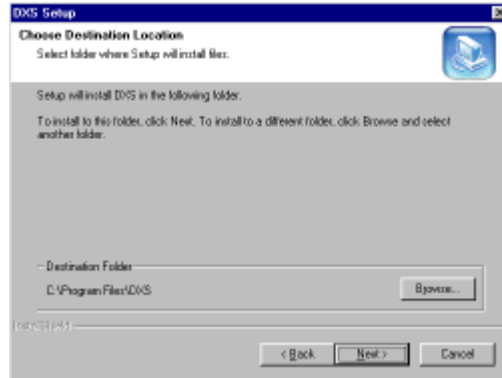 DXS Setup
Choose Destination Location
Select folder where Setup will install files.
Setup will install DXS in the following folder.
To install to this folder, click Next. To install to a different folder, click Browse and select
another folder.
Destination Folder
C:\Program Files\DXS
Browse...
InstallShield
< Back
Next >
Cancel